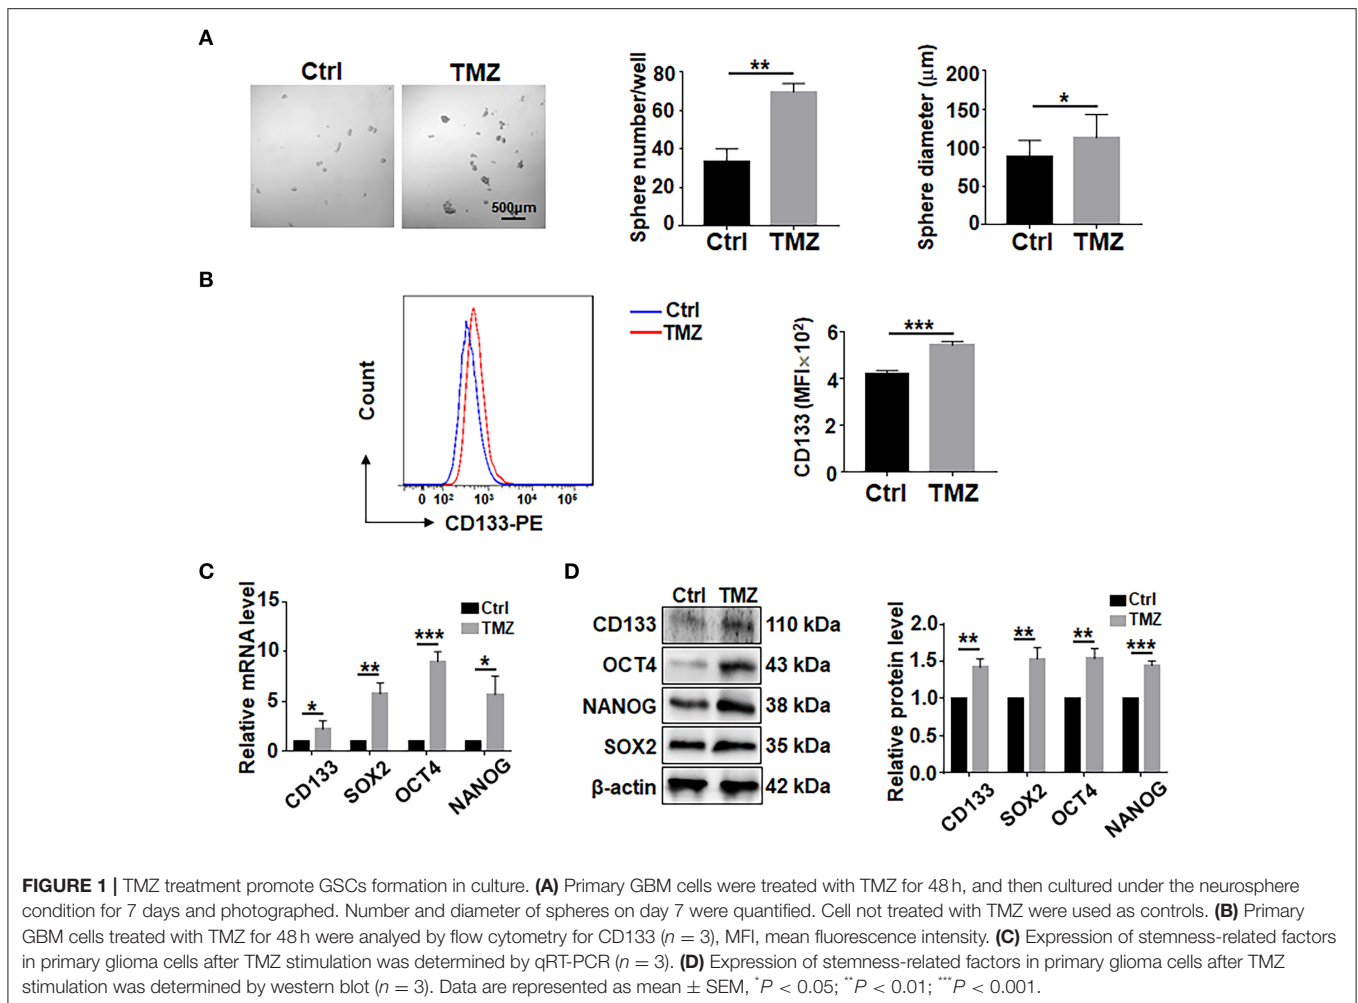 A
Ctrl
TMZ
500μm
Sphere number/well
80
60
40
20
0
**
Ctrl
TMZ
Sphere diameter (μm)
200
150
100
50
0
*
Ctrl
TMZ
B
Count
0 10² 10³ 10⁴ 10⁵
CD133-PE
Ctrl
TMZ
CD133 (MFI×10²)
6
4
2
0
***
Ctrl
TMZ
C
Relative mRNA level
15
10
5
0
Ctrl
TMZ
*
**
***
*
CD133
SOX2
OCT4
NANOG
D
Ctrl TMZ
CD133 110 kDa
OCT4 43 kDa
NANOG 38 kDa
SOX2 35 kDa
β-actin 42 kDa
Relative protein level
2.0
1.5
1.0
0.5
0.0
Ctrl
TMZ
**
**
**
***
CD133
SOX2
OCT4
NANOG
FIGURE 1 | TMZ treatment promote GSCs formation in culture. (A) Primary GBM cells were treated with TMZ for 48 h, and then cultured under the neurosphere
condition for 7 days and photographed. Number and diameter of spheres on day 7 were quantified. Cell not treated with TMZ were used as controls. (B) Primary
GBM cells treated with TMZ for 48 h were analyed by flow cytometry for CD133 (n = 3), MFI, mean fluorescence intensity. (C) Expression of stemness-related factors
in primary glioma cells after TMZ stimulation was determined by qRT-PCR (n = 3). (D) Expression of stemness-related factors in primary glioma cells after TMZ
stimulation was determined by western blot (n = 3). Data are represented as mean ± SEM, *P < 0.05; **P < 0.01; ***P < 0.001.